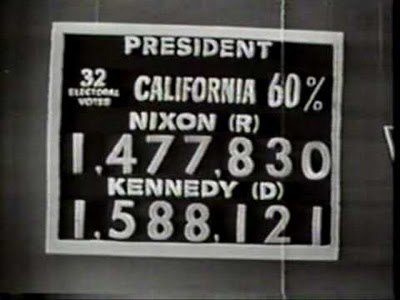 PRESIDENT
32 ELECTORAL VOTES
CALIFORNIA 60%
NIXON (R)
1,477,830
KENNEDY (D)
1,588,121